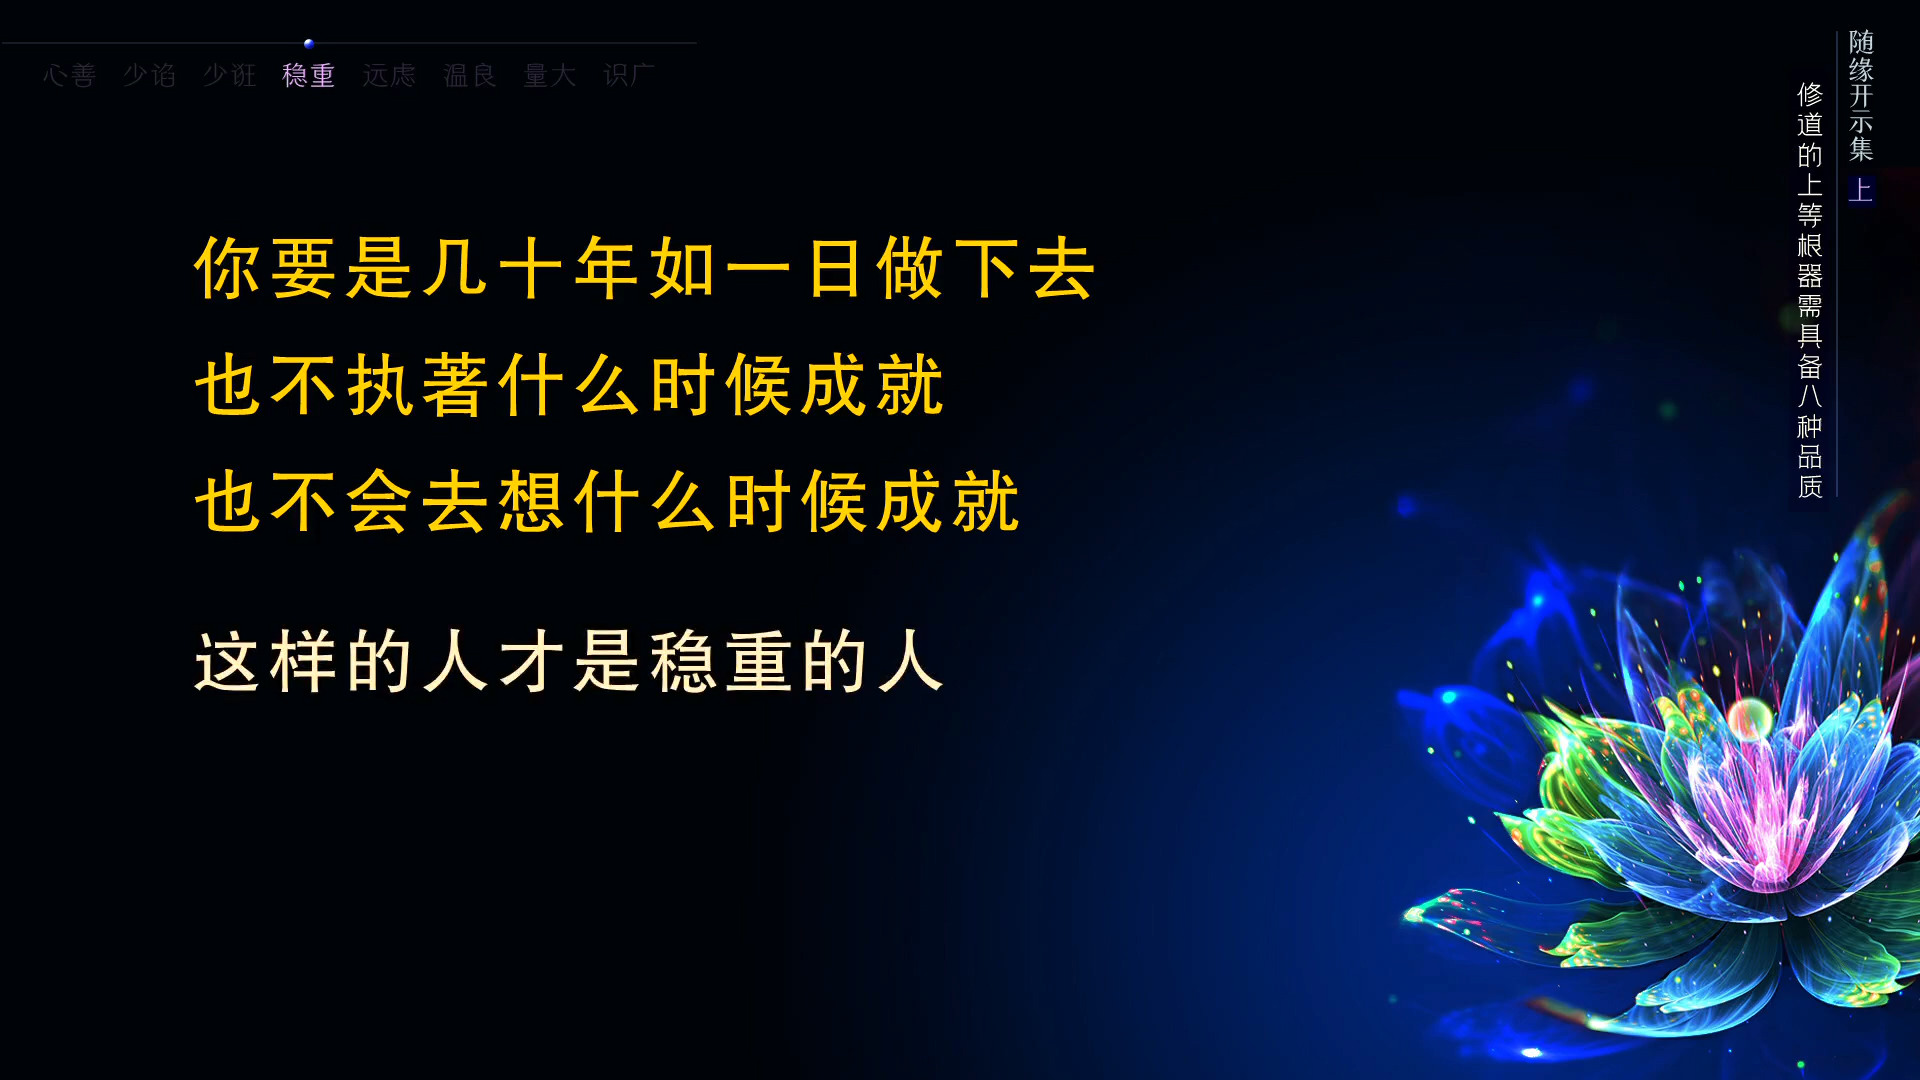 心善 少谄 少诳 稳重 远虑 温良 量大 识广
随缘开示集 上
修道的上等根器需具备八种品质
你要是几十年如一日做下去
也不执著什么时候成就
也不会去想什么时候成就
这样的人才是稳重的人